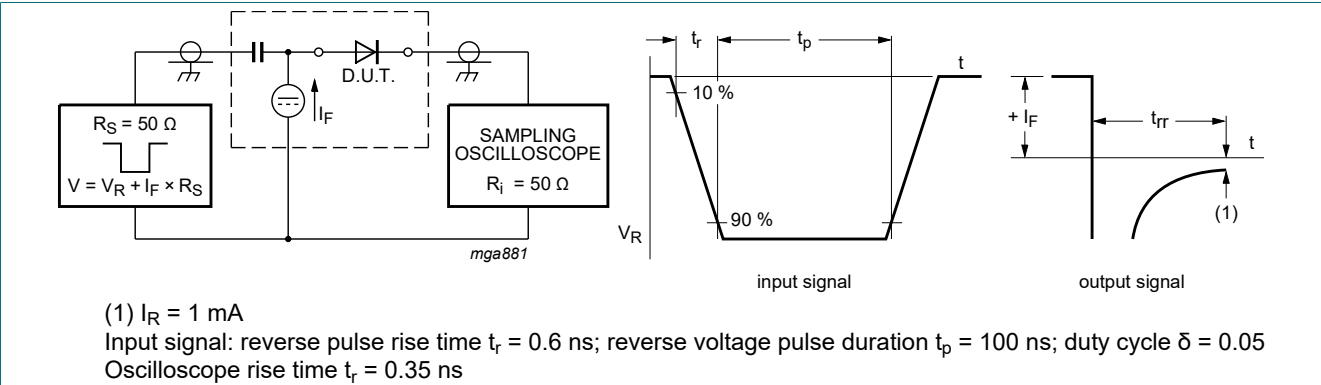 D.U.T.
I_F
R_S = 50 Ω
V = V_R + I_F × R_S
SAMPLING
OSCILLOSCOPE
R_i = 50 Ω
mga881
t_r
t_p
t
10 %
90 %
V_R
input signal
+ I_F
t_rr
t
(1)
output signal
(1) I_R = 1 mA
Input signal: reverse pulse rise time t_r = 0.6 ns; reverse voltage pulse duration t_p = 100 ns; duty cycle δ = 0.05
Oscilloscope rise time t_r = 0.35 ns